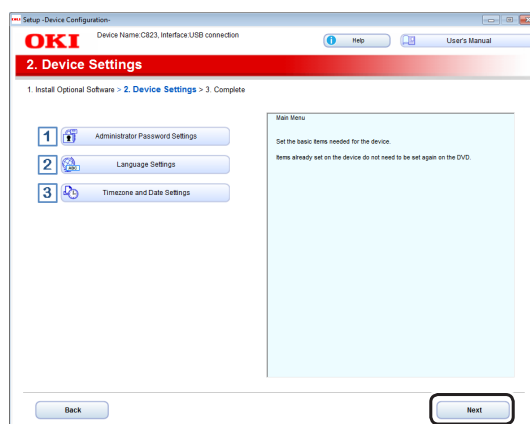 OKI Setup -Device Configuration-
OKI
Device Name:C823, Interface:USB connection
Help
User's Manual
2. Device Settings
1. Install Optional Software > 2. Device Settings > 3. Complete
1 Administrator Password Settings
2 Language Settings
3 Timezone and Date Settings
Main Menu
Set the basic items needed for the device.
Items already set on the device do not need to be set again on the DVD.
Back
Next